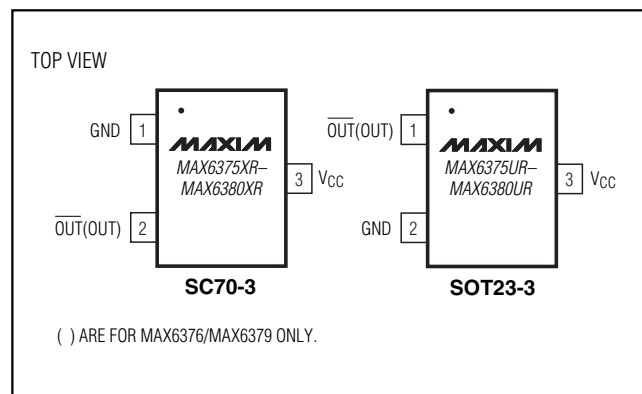 TOP VIEW
GND 1
MAXIM
MAX6375XR–
MAX6380XR
3 VCC
OUT(OUT) 2
SC70-3
OUT(OUT) 1
MAXIM
MAX6375UR–
MAX6380UR
3 VCC
GND 2
SOT23-3
( ) ARE FOR MAX6376/MAX6379 ONLY.